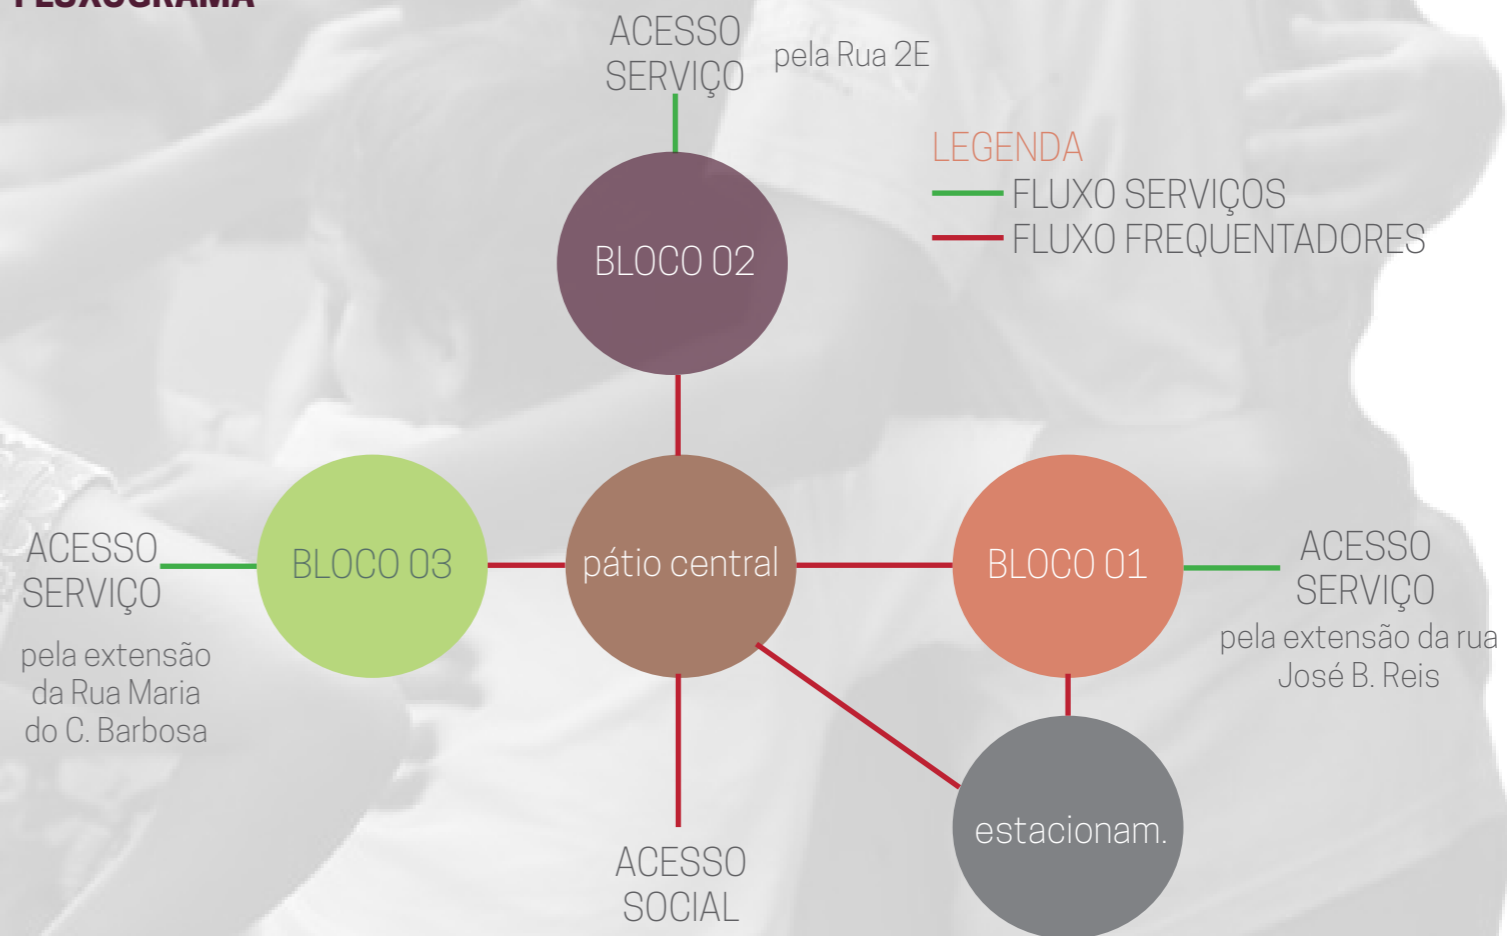 FLUXOGRAMA
ACESSO
SERVIÇO
pela Rua 2E
LEGENDA
FLUXO SERVIÇOS
FLUXO FREQUENTADORES
BLOCO 02
ACESSO
SERVIÇO
pela extensão
da Rua Maria
do C. Barbosa
BLOCO 03
pátio central
BLOCO 01
ACESSO
SERVIÇO
pela extensão da rua
José B. Reis
estacionam.
ACESSO
SOCIAL